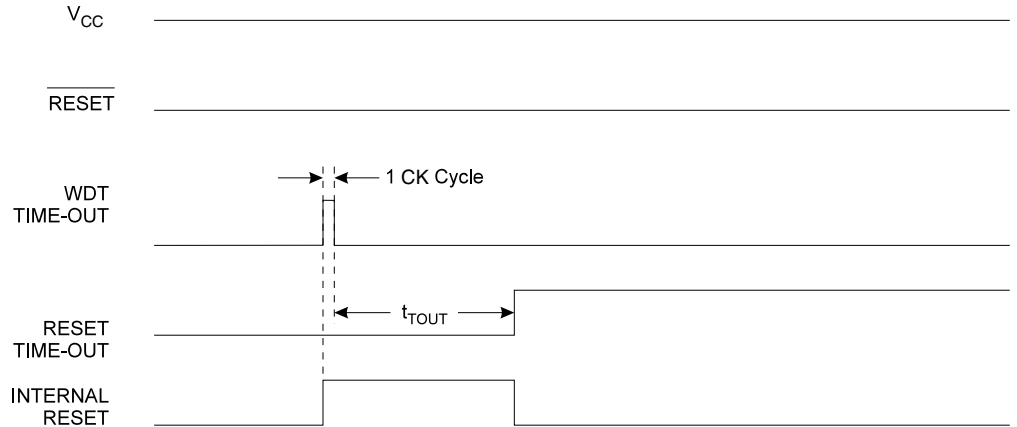 VCC
RESET
1 CK Cycle
WDT
TIME-OUT
tTOUT
RESET
TIME-OUT
INTERNAL
RESET